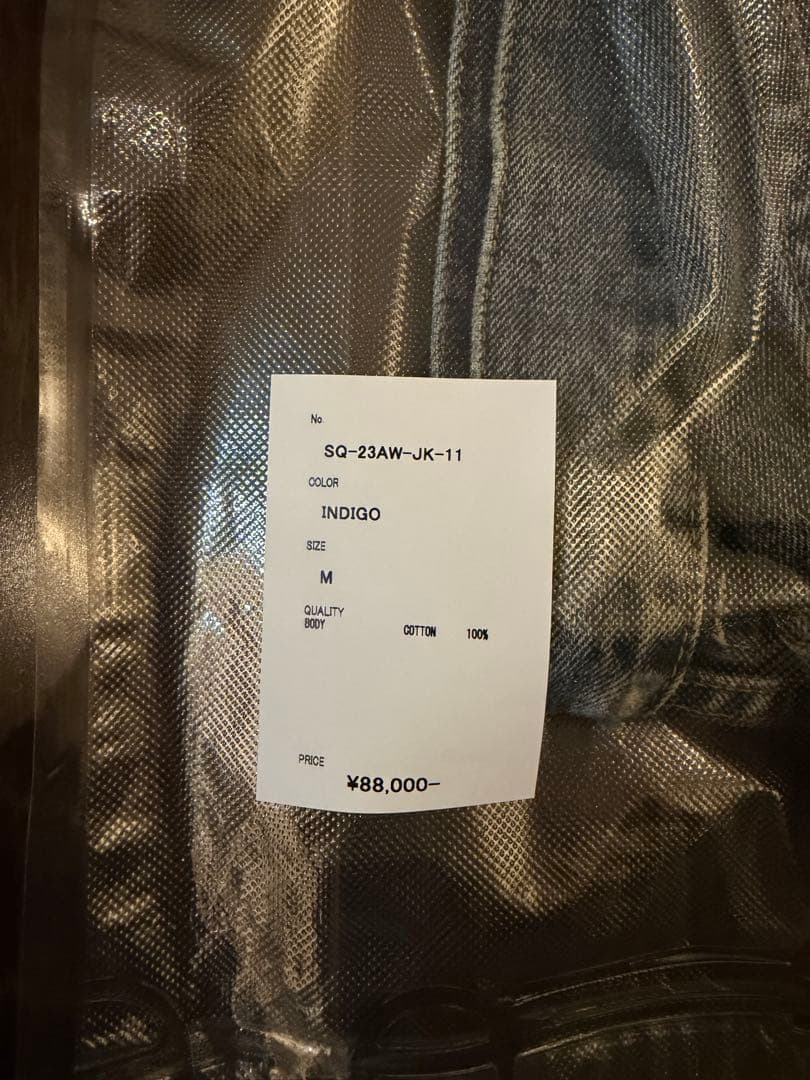 No.
SQ-23AW-JK-11
COLOR
INDIGO
SIZE
M
QUALITY
BODY COTTON 100%
PRICE
¥88,000-